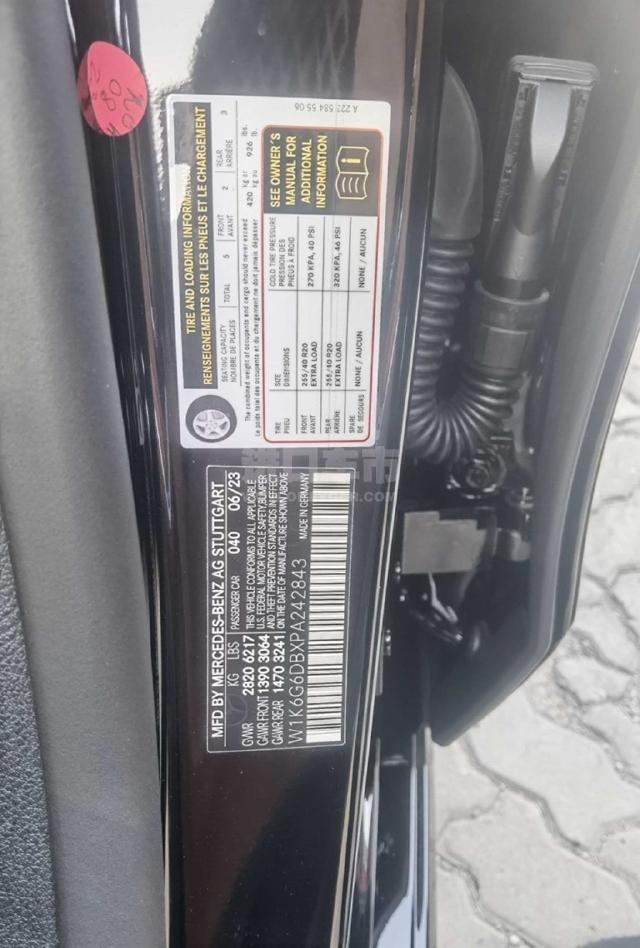 A 223 584 55 06
TIRE AND LOADING INFORMATION
RENSEIGNEMENTS SUR LES PNEUS ET LE CHARGEMENT
SEATING CAPACITY
NOMBRE DE PLACES
TOTAL 5
FRONT
AVANT
2
REAR
ARRIÈRE
3
The combined weight of occupants and cargo should never exceed 420 kg or 926 lbs.
Le poids total des occupants et du chargement ne doit jamais dépasser 420 kg ou 926 lb.
TIRE
PNEU
SIZE
DIMENSIONS
COLD TIRE PRESSURE
PRESSION DES
PNEUS À FROID
FRONT
AVANT
255/40 R20
EXTRA LOAD
270 KPA, 40 PSI
REAR
ARRIÈRE
255/40 R20
EXTRA LOAD
320 KPA, 46 PSI
SPARE
DE SECOURS
NONE / AUCUN
NONE / AUCUN
SEE OWNER'S
MANUAL FOR
ADDITIONAL
INFORMATION
MFD BY MERCEDES-BENZ AG STUTTGART
PASSENGER CAR 040 06/23
KG LBS
GVWR 2820 6217
GAWR FRONT 1390 3064
GAWR REAR 1470 3241
THIS VEHICLE CONFORMS TO ALL APPLICABLE
U.S. FEDERAL MOTOR VEHICLE SAFETY, BUMPER
AND THEFT PREVENTION STANDARDS IN EFFECT
ON THE DATE OF MANUFACTURE SHOWN ABOVE
W1K6G6DBXPA242843
MADE IN GERMANY